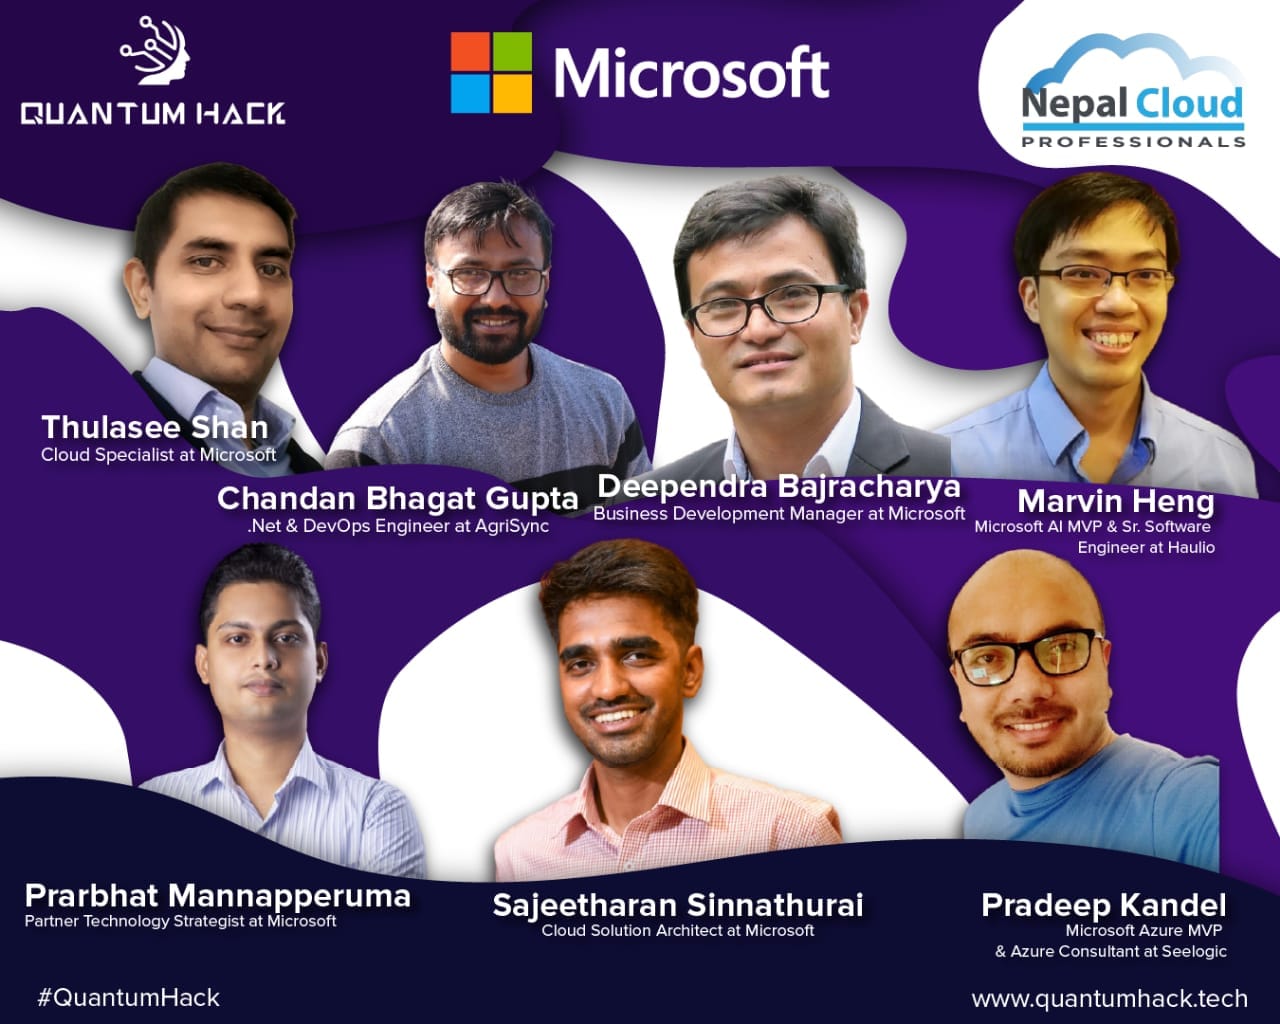 QUANTUM HACK
Microsoft
Nepal Cloud
PROFESSIONALS
Thulasee Shan
Cloud Specialist at Microsoft
Chandan Bhagat Gupta
.Net & DevOps Engineer at AgriSync
Deependra Bajracharya
Business Development Manager at Microsoft
Marvin Heng
Microsoft AI MVP & Sr. Software
Engineer at Haulio
Prarbhat Mannapperuma
Partner Technology Strategist at Microsoft
Sajeetharan Sinnathurai
Cloud Solution Architect at Microsoft
Pradeep Kandel
Microsoft Azure MVP
& Azure Consultant at Seelogic
#QuantumHack
www.quantumhack.tech